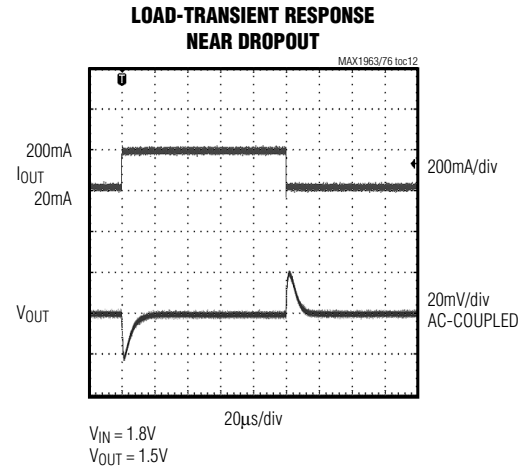 LOAD-TRANSIENT RESPONSE
NEAR DROPOUT
MAX1963/76 toc12
T
200mA
IOUT
20mA
200mA/div
VOUT
20mV/div
AC-COUPLED
20μs/div
VIN = 1.8V
VOUT = 1.5V